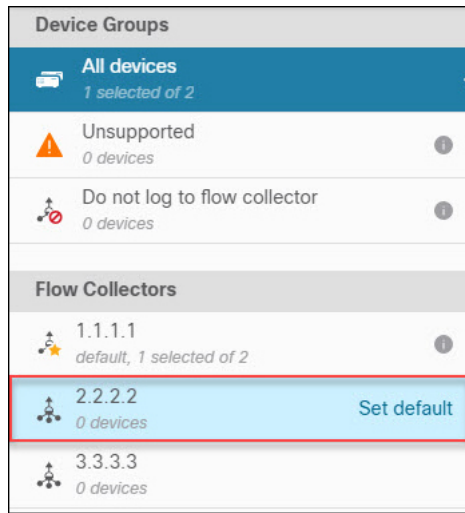 Device Groups
All devices
1 selected of 2
Unsupported
0 devices
Do not log to flow collector
0 devices
Flow Collectors
1.1.1.1
default, 1 selected of 2
2.2.2.2
0 devices
Set default
3.3.3.3
0 devices